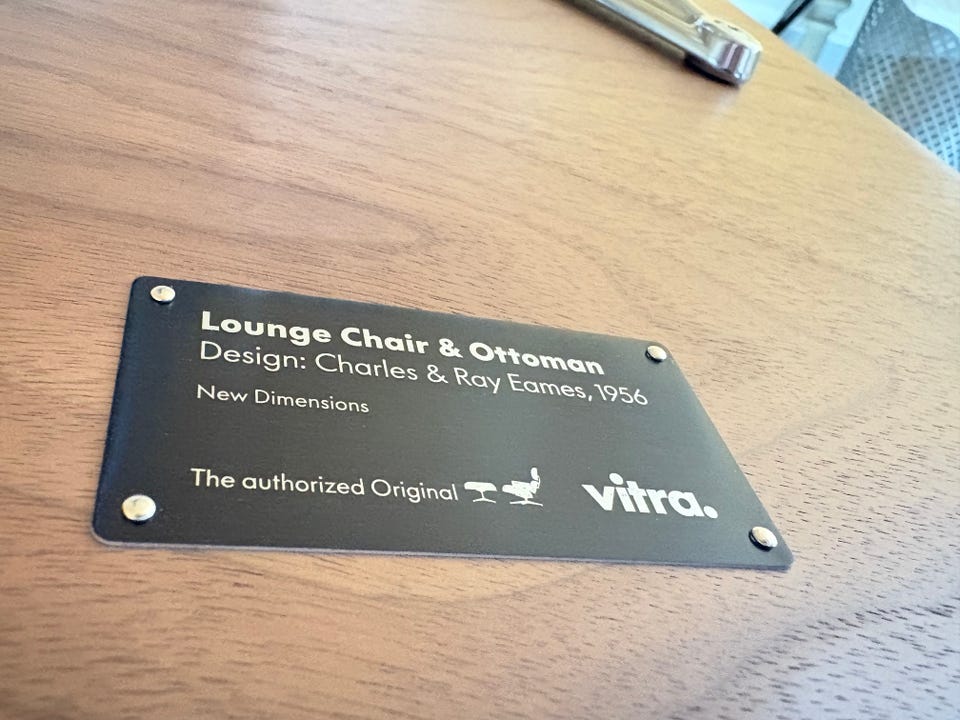 Lounge Chair & Ottoman
Design: Charles & Ray Eames, 1956
New Dimensions
The authorized Original
vitra.